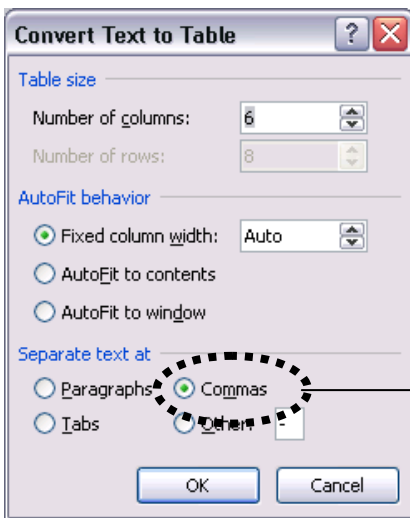 Convert Text to Table ?
Table size
Number of columns: 6
Number of rows: 8
AutoFit behavior
Fixed column width: Auto
AutoFit to contents
AutoFit to window
Separate text at
Paragraphs Commas
Tabs Other: -
OK Cancel